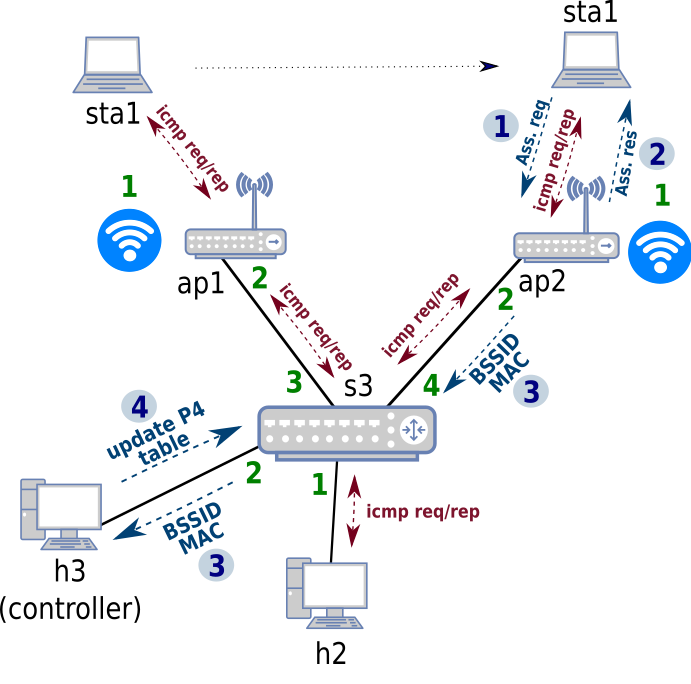 sta1
sta1
icmp req/rep
1
Ass. req
icmp req/rep
Ass. res
2
1
1
ap1
2
icmp req/rep
icmp req/rep
2
ap2
BSSID
MAC
3
3
s3
4
4
update P4
table
2
1
BSSID
MAC
3
icmp req/rep
h3
(controller)
h2